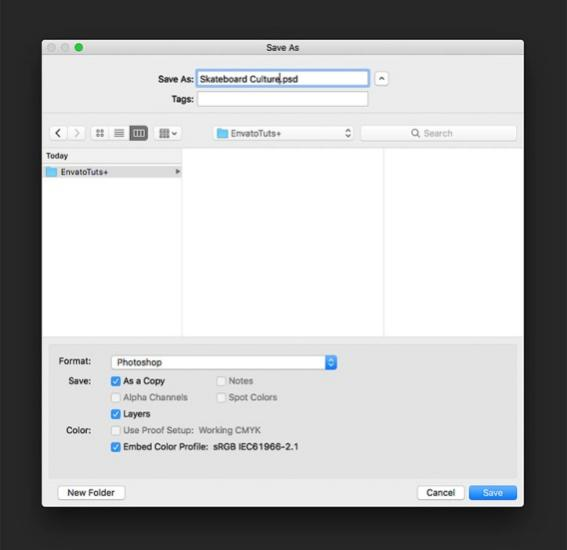 Save As
Save As: Skateboard Culture.psd
Tags:
EnvatoTuts+ Search
Today
EnvatoTuts+
Format: Photoshop
Save: As a Copy Notes
Alpha Channels Spot Colors
Layers
Color: Use Proof Setup: Working CMYK
Embed Color Profile: sRGB IEC61966-2.1
New Folder Cancel Save